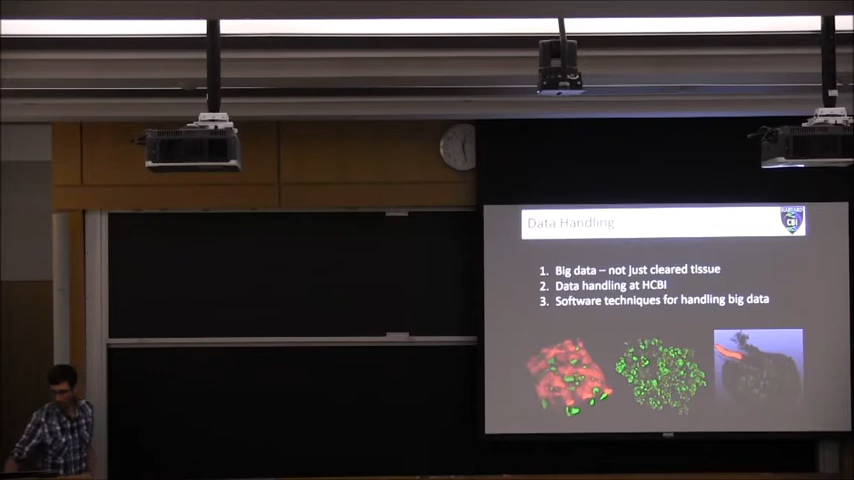 Data Handling
CBI
1. Big data – not just cleared tissue
2. Data handling at HCBI
3. Software techniques for handling big data